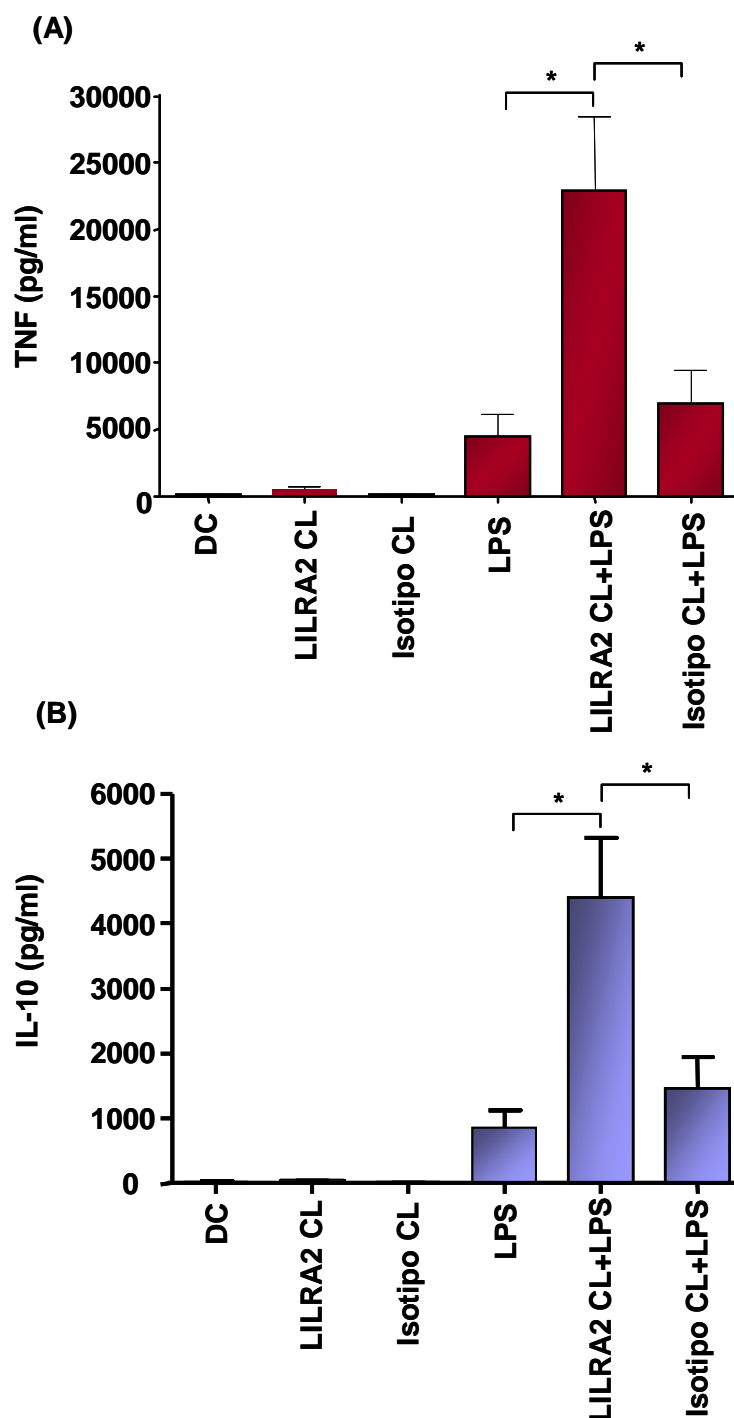 (A)
*
*
30000
25000
20000
15000
10000
5000
0
TNF (pg/ml)
DC
LILRA2 CL
Isotipo CL
LPS
LILRA2 CL+LPS
Isotipo CL+LPS
(B)
*
*
6000
5000
4000
3000
2000
1000
0
IL-10 (pg/ml)
DC
LILRA2 CL
Isotipo CL
LPS
LILRA2 CL+LPS
Isotipo CL+LPS